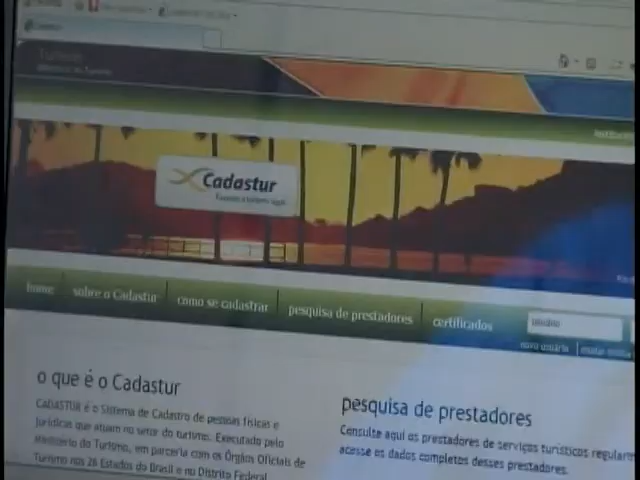 Turismo
Cadastur
home
sobre o Cadastur
como se cadastrar
pesquisa de prestadores
certificados
usuário
novo usuário
o que é o Cadastur
CADASTUR é o Sistema de Cadastro de pessoas físicas e
jurídicas que atuam no setor do turismo. Executado pelo
Ministério do Turismo, em parceria com os Órgãos Oficiais de
Turismo nos 26 Estados do Brasil e no Distrito Federal
pesquisa de prestadores
Consulte aqui os prestadores de serviços turísticos regularm
acesse os dados completos desses prestadores.